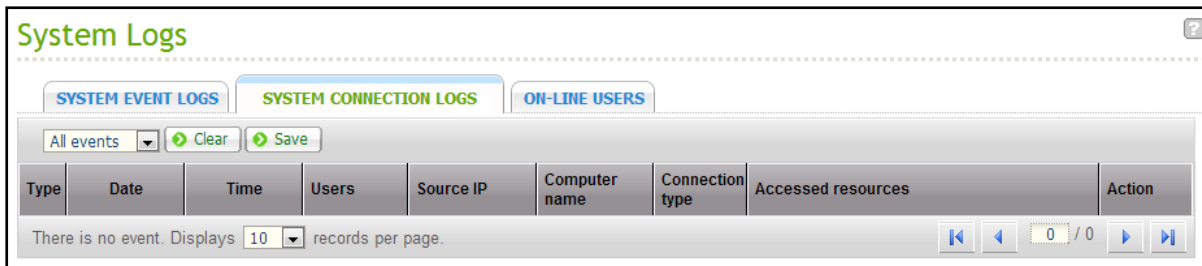 System Logs
?
SYSTEM EVENT LOGS SYSTEM CONNECTION LOGS ON-LINE USERS
All events Clear Save
Type Date Time Users Source IP Computer name Connection type Accessed resources Action
There is no event. Displays 10 records per page. 0 / 0